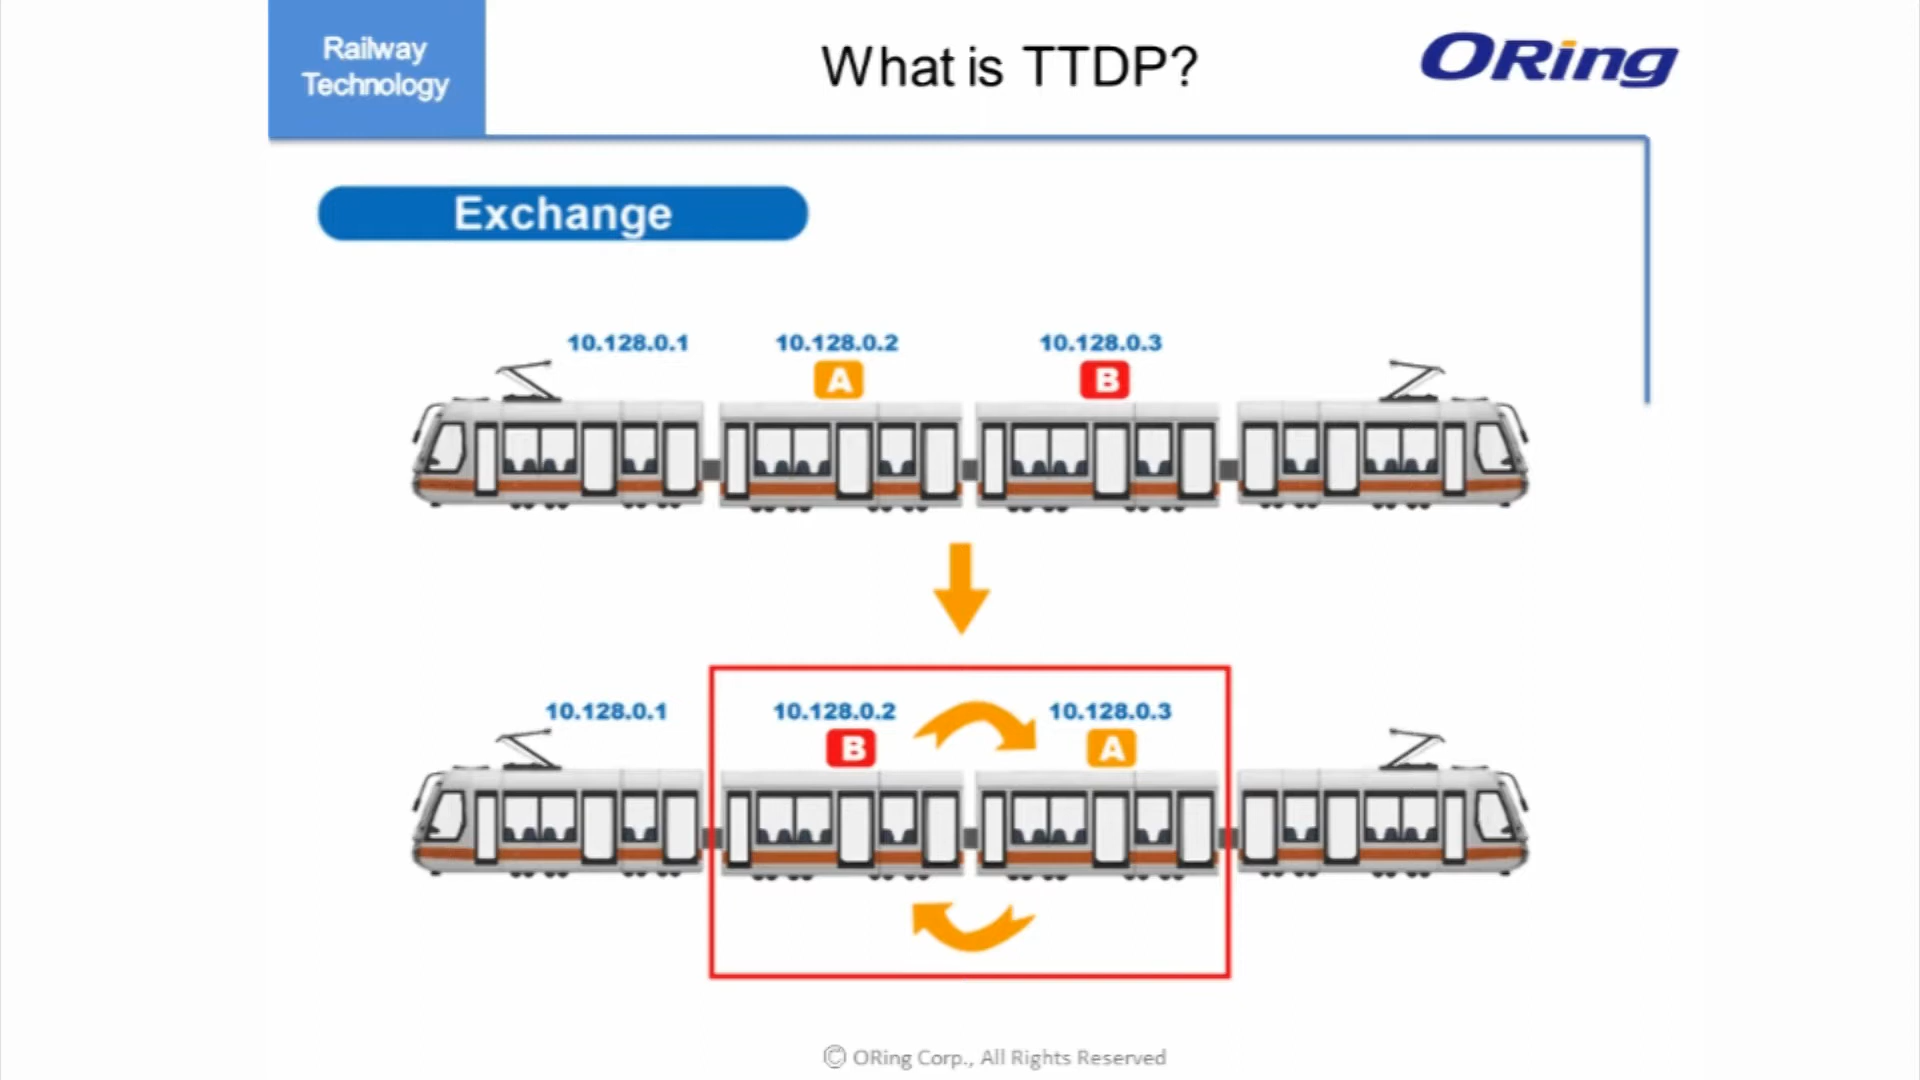 Railway
Technology
What is TTDP?
ORing
Exchange
10.128.0.1
10.128.0.2
10.128.0.3
A
B
10.128.0.1
10.128.0.2
10.128.0.3
B
A
© ORing Corp., All Rights Reserved